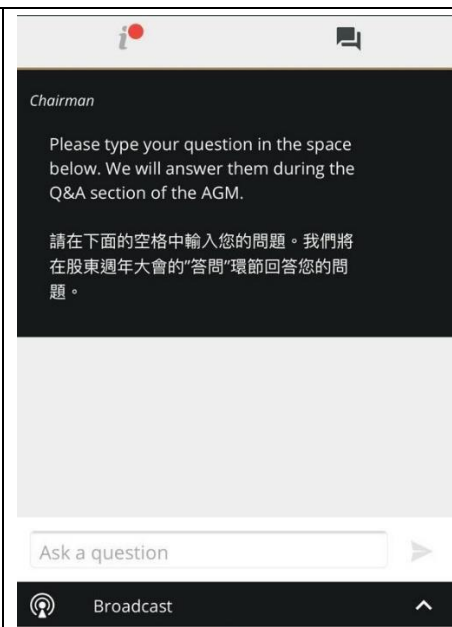 i
Chairman
Please type your question in the space
below. We will answer them during the
Q&A section of the AGM.
請在下面的空格中輸入您的問題。我們將
在股東週年大會的"答問"環節回答您的問
題。
Ask a question
Broadcast